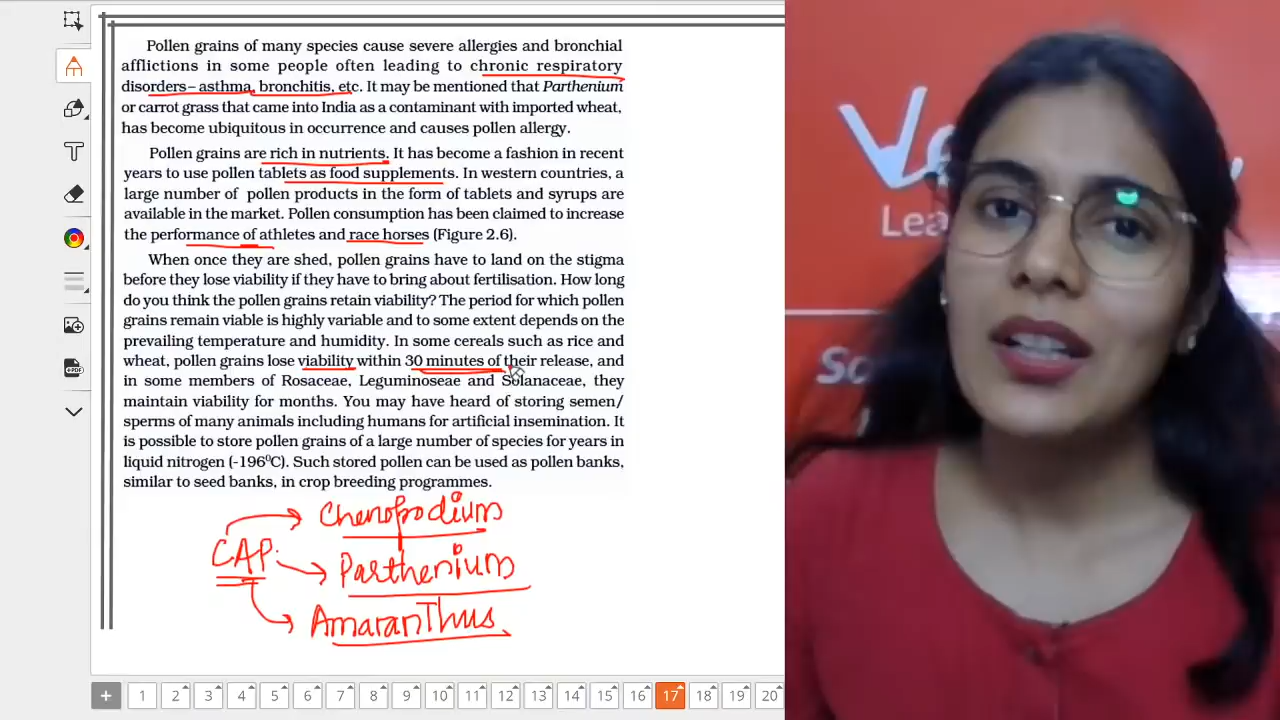 Pollen grains of many species cause severe allergies and bronchial
afflictions in some people often leading to chronic respiratory
disorders– asthma, bronchitis, etc. It may be mentioned that Parthenium
or carrot grass that came into India as a contaminant with imported wheat,
has become ubiquitous in occurrence and causes pollen allergy.
Pollen grains are rich in nutrients. It has become a fashion in recent
years to use pollen tablets as food supplements. In western countries, a
large number of pollen products in the form of tablets and syrups are
available in the market. Pollen consumption has been claimed to increase
the performance of athletes and race horses (Figure 2.6).
When once they are shed, pollen grains have to land on the stigma
before they lose viability if they have to bring about fertilisation. How long
do you think the pollen grains retain viability? The period for which pollen
grains remain viable is highly variable and to some extent depends on the
prevailing temperature and humidity. In some cereals such as rice and
wheat, pollen grains lose viability within 30 minutes of their release, and
in some members of Rosaceae, Leguminoseae and Solanaceae, they
maintain viability for months. You may have heard of storing semen/
sperms of many animals including humans for artificial insemination. It
is possible to store pollen grains of a large number of species for years in
liquid nitrogen (-196⁰C). Such stored pollen can be used as pollen banks,
similar to seed banks, in crop breeding programmes.
Chenopodium
CAP
Parthenium
Amaranthus
1 2 3 4 5 6 7 8 9 10 11 12 13 14 15 16 17 18 19 20